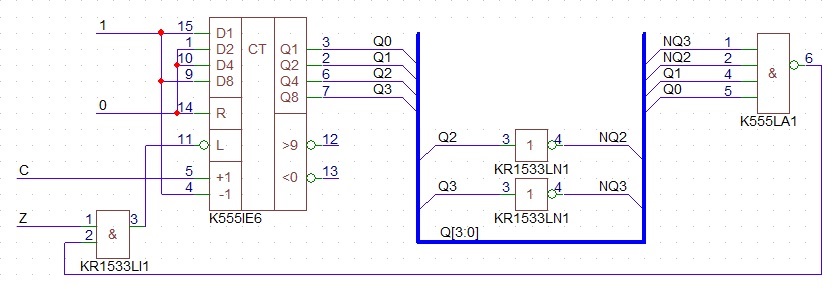 1
15
D1
CT
1
D2
Q1
3
Q0
NQ3
1
10
D4
Q2
2
Q1
NQ2
2
&
6
9
D8
Q4
6
Q2
Q1
4
Q8
7
Q3
Q0
5
0
14
R
K555LA1
11
L
>9
12
Q2
3
1
4
NQ2
KR1533LN1
C
5
+1
<0
13
4
-1
Q3
3
1
4
NQ3
K555IE6
KR1533LN1
Z
1
&
3
2
Q[3:0]
KR1533LI1